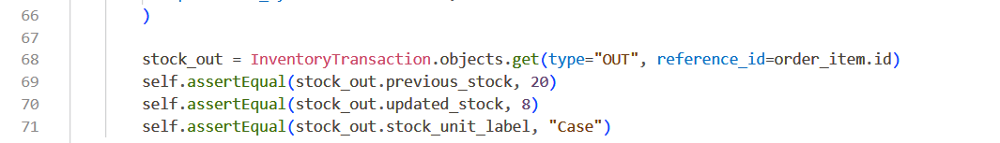 66 )
67
68 stock_out = InventoryTransaction.objects.get(type="OUT", reference_id=order_item.id)
69 self.assertEqual(stock_out.previous_stock, 20)
70 self.assertEqual(stock_out.updated_stock, 8)
71 self.assertEqual(stock_out.stock_unit_label, "Case")